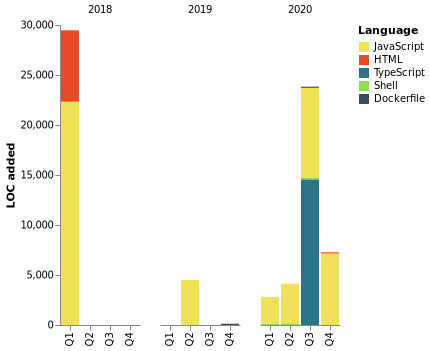 2018 2019 2020
Language
JavaScript
HTML
TypeScript
Shell
Dockerfile
LOC added
30,000
25,000
20,000
15,000
10,000
5,000
0
Q1 Q2 Q3 Q4 Q1 Q2 Q3 Q4 Q1 Q2 Q3 Q4